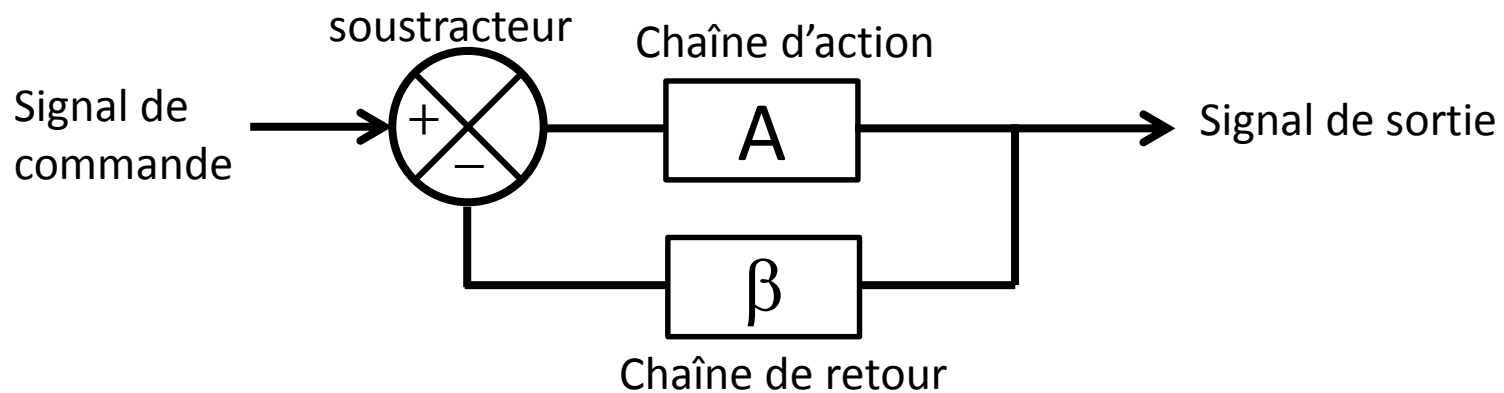 soustracteur
Chaîne d’action
Signal de
commande
+
−
A
Signal de sortie
β
Chaîne de retour